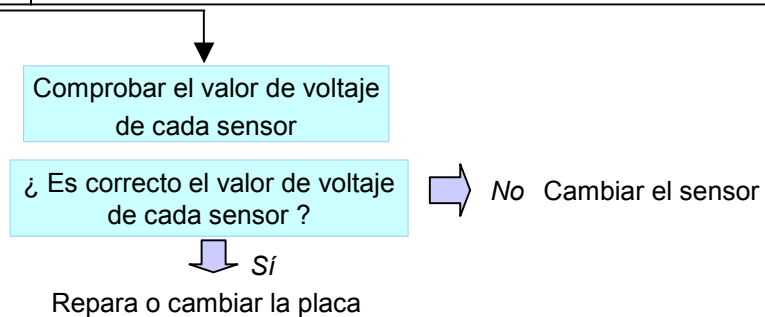 Comprobar el valor de voltaje
de cada sensor
¿ Es correcto el valor de voltaje
de cada sensor ?
No Cambiar el sensor
Sí
Repara o cambiar la placa